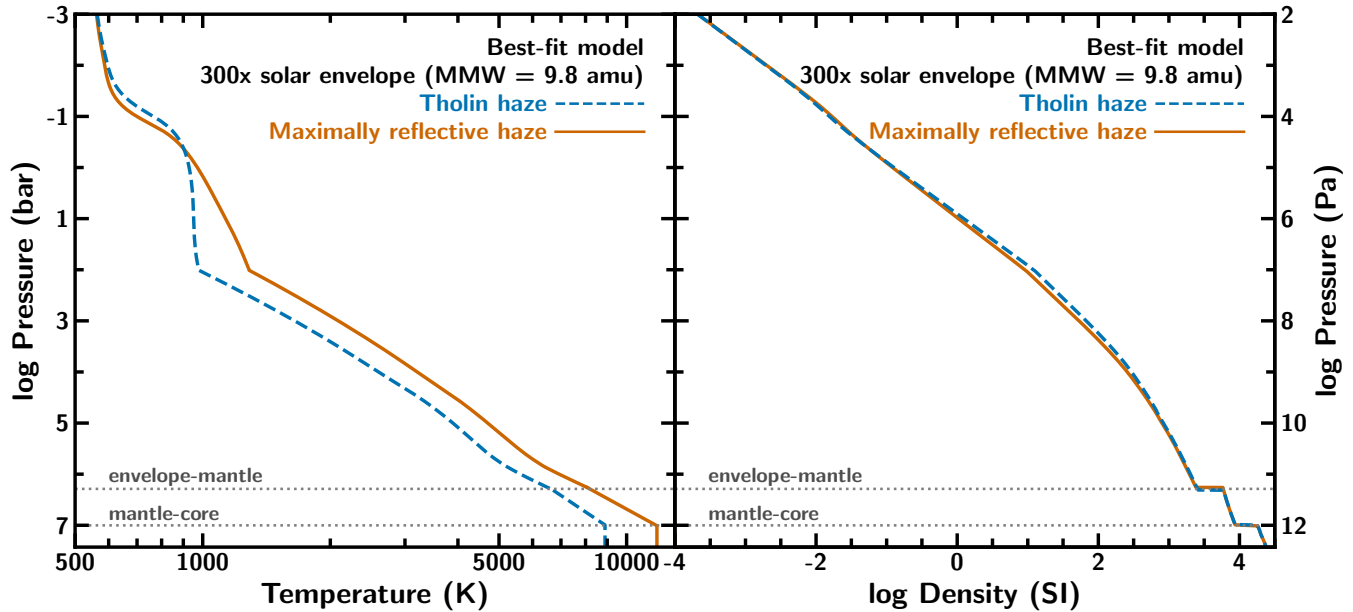 Best-fit model
300x solar envelope (MMW = 9.8 amu)
Tholin haze
Maximally reflective haze
envelope-mantle
mantle-core
log Pressure (bar)
-3
-1
1
3
5
7
500
1000
5000
10000
Temperature (K)
Best-fit model
300x solar envelope (MMW = 9.8 amu)
Tholin haze
Maximally reflective haze
envelope-mantle
mantle-core
-4
-2
0
2
4
log Density (SI)
2
4
6
8
10
12
log Pressure (Pa)